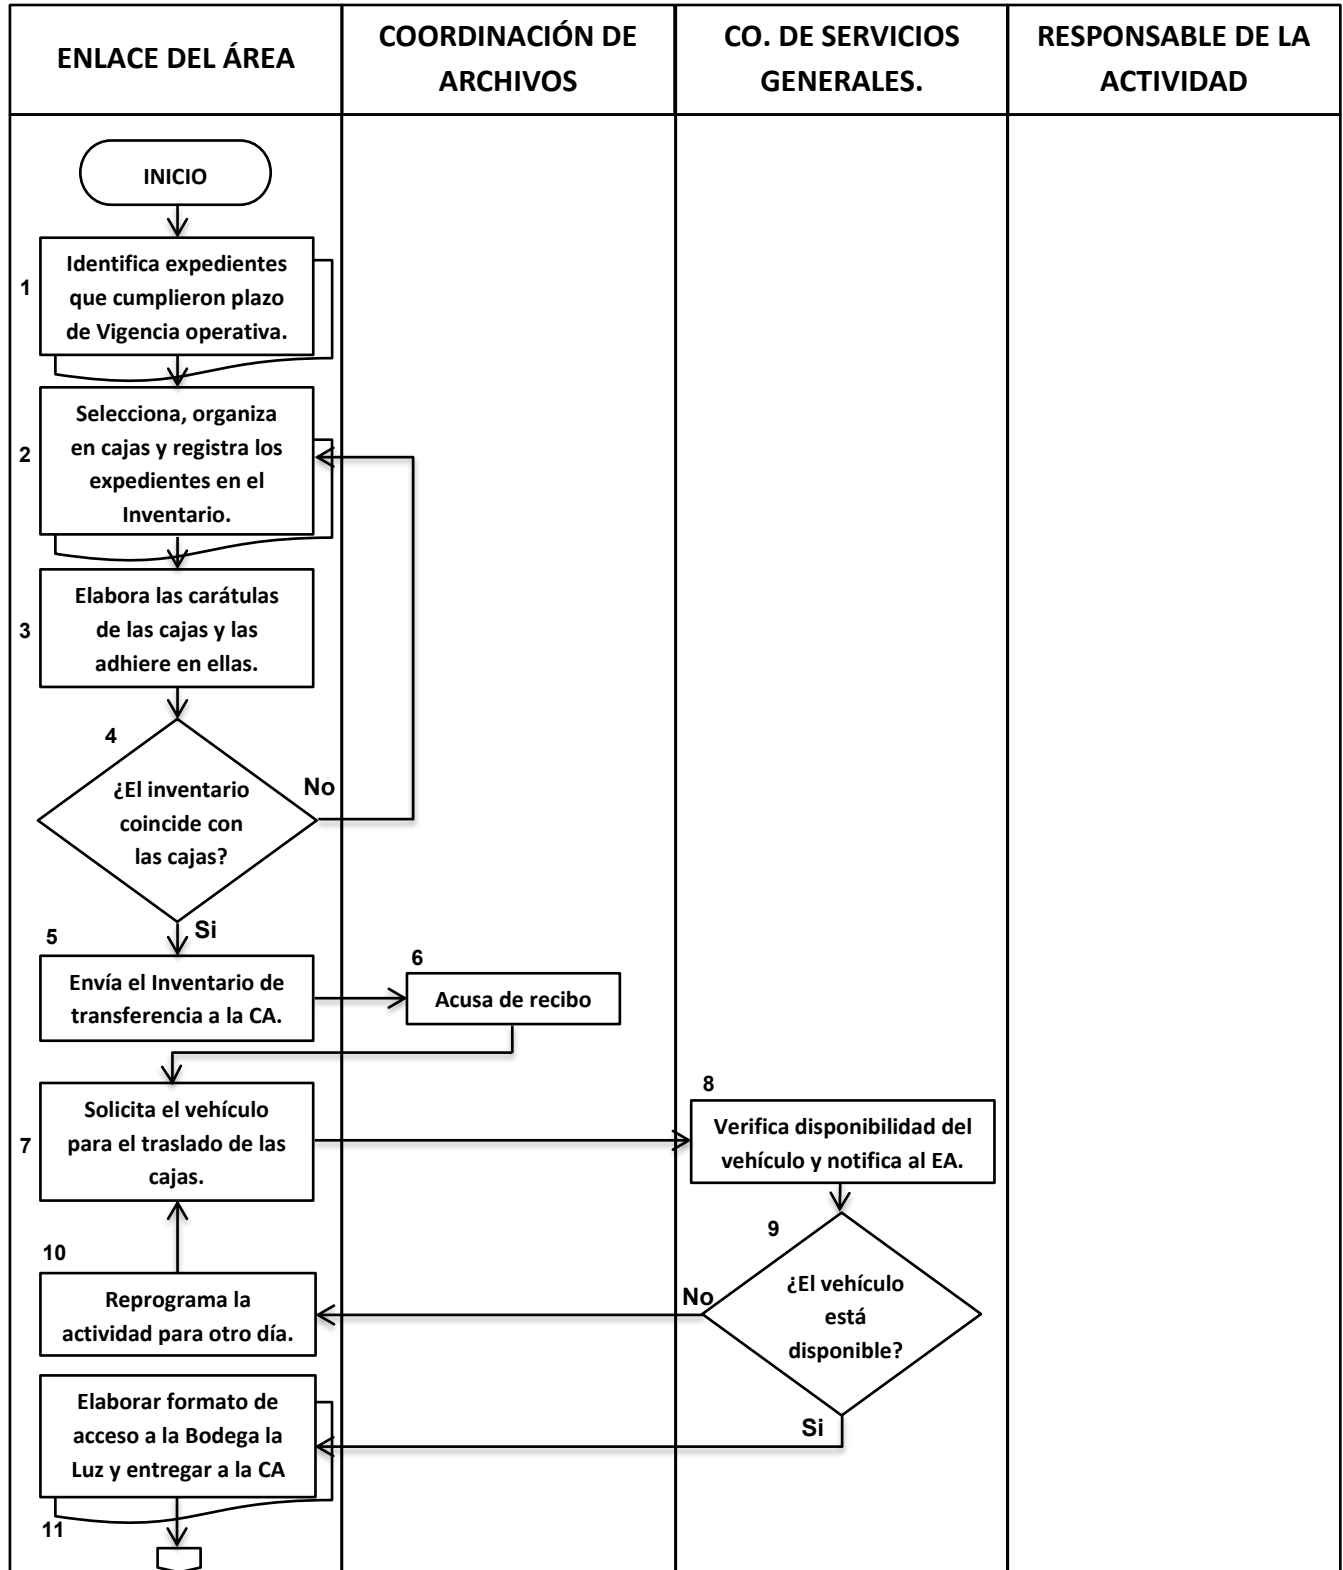 ENLACE DEL ÁREA
COORDINACIÓN DE
ARCHIVOS
CO. DE SERVICIOS
GENERALES.
RESPONSABLE DE LA
ACTIVIDAD
INICIO
1
Identifica expedientes
que cumplieron plazo
de Vigencia operativa.
2
Selecciona, organiza
en cajas y registra los
expedientes en el
Inventario.
3
Elabora las carátulas
de las cajas y las
adhiere en ellas.
4
¿El inventario
coincide con
las cajas?
No
Si
5
Envía el Inventario de
transferencia a la CA.
6
Acusa de recibo
7
Solicita el vehículo
para el traslado de las
cajas.
8
Verifica disponibilidad del
vehículo y notifica al EA.
9
¿El vehículo
está
disponible?
No
Si
10
Reprograma la
actividad para otro día.
Elaborar formato de
acceso a la Bodega la
Luz y entregar a la CA
11